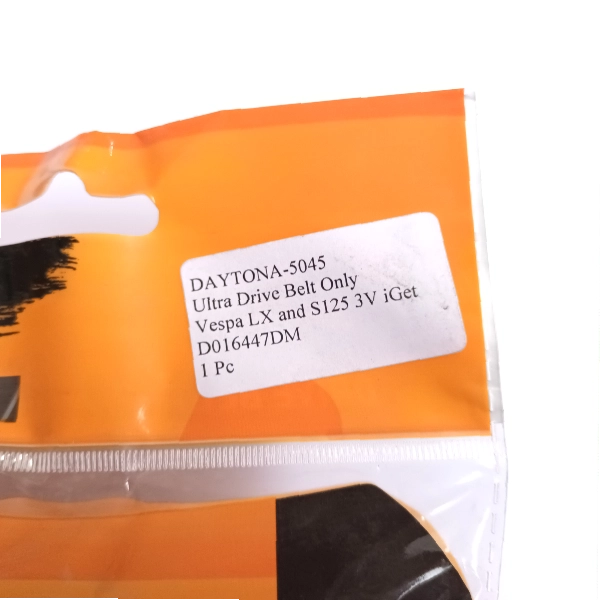 DAYTONA-5045
Ultra Drive Belt Only
Vespa LX and S125 3V iGet
D016447DM
1 Pc